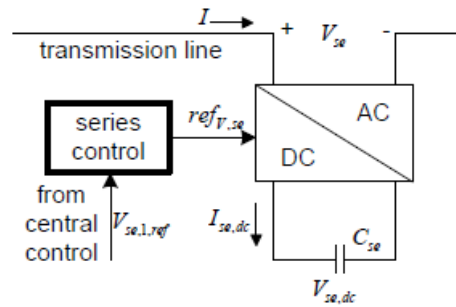 I + V_se -
transmission line
series
control
ref_V,se
AC
DC
from
central
control
V_se,1,ref
I_se,dc
C_se
V_se,dc